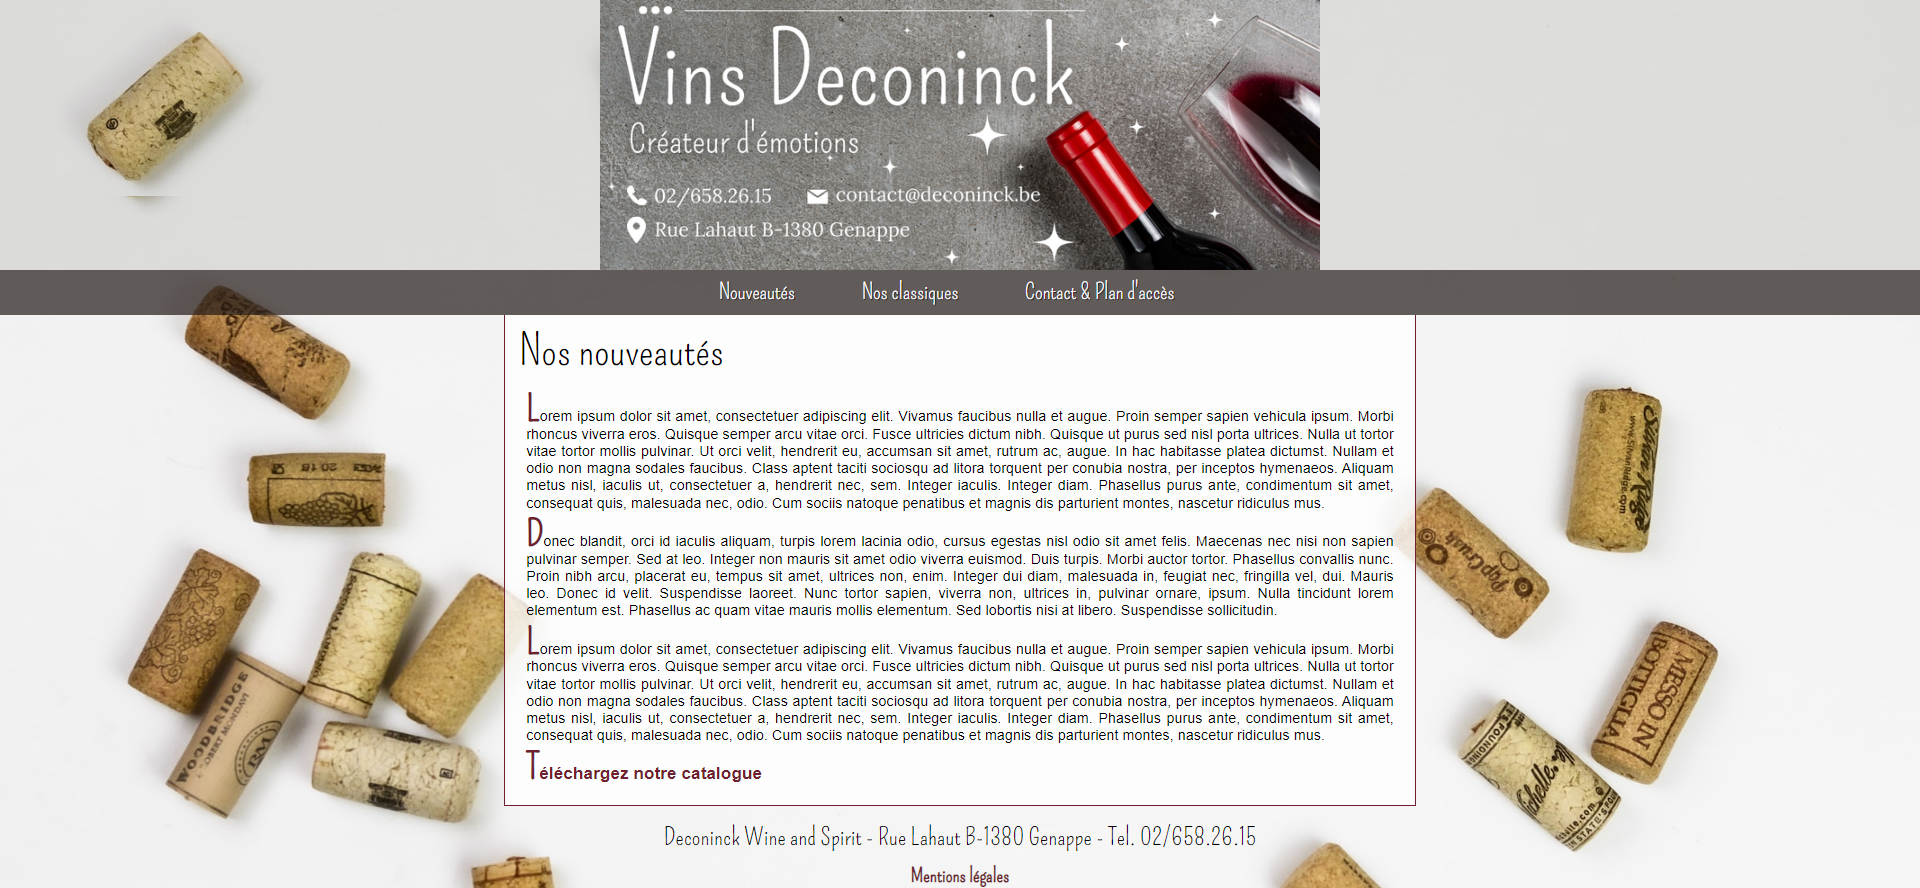 Vins Deconinck
Créateur d'émotions
02/658.26.15 contact@deconinck.be
Rue Lahaut B-1380 Genappe
Nouveautés Nos classiques Contact & Plan d'accès
Nos nouveautés
Lorem ipsum dolor sit amet, consectetuer adipiscing elit. Vivamus faucibus nulla et augue. Proin semper sapien vehicula ipsum. Morbi
rhoncus viverra eros. Quisque semper arcu vitae orci. Fusce ultricies dictum nibh. Quisque ut purus sed nisl porta ultrices. Nulla ut tortor
vitae tortor mollis pulvinar. Ut orci velit, hendrerit eu, accumsan sit amet, rutrum ac, augue. In hac habitasse platea dictumst. Nullam et
odio non magna sodales faucibus. Class aptent taciti sociosqu ad litora torquent per conubia nostra, per inceptos hymenaeos. Aliquam
metus nisl, iaculis ut, consectetuer a, hendrerit nec, sem. Integer iaculis. Integer diam. Phasellus purus ante, condimentum sit amet,
consequat quis, malesuada nec, odio. Cum sociis natoque penatibus et magnis dis parturient montes, nascetur ridiculus mus.
Donec blandit, orci id iaculis aliquam, turpis lorem lacinia odio, cursus egestas nisl odio sit amet felis. Maecenas nec nisi non sapien
pulvinar semper. Sed at leo. Integer non mauris sit amet odio viverra euismod. Duis turpis. Morbi auctor tortor. Phasellus convallis nunc.
Proin nibh arcu, placerat eu, tempus sit amet, ultrices non, enim. Integer dui diam, malesuada in, feugiat nec, fringilla vel, dui. Mauris
leo. Donec id velit. Suspendisse laoreet. Nunc tortor sapien, viverra non, ultrices in, pulvinar ornare, ipsum. Nulla tincidunt lorem
elementum est. Phasellus ac quam vitae mauris mollis elementum. Sed lobortis nisi at libero. Suspendisse sollicitudin.
Lorem ipsum dolor sit amet, consectetuer adipiscing elit. Vivamus faucibus nulla et augue. Proin semper sapien vehicula ipsum. Morbi
rhoncus viverra eros. Quisque semper arcu vitae orci. Fusce ultricies dictum nibh. Quisque ut purus sed nisl porta ultrices. Nulla ut tortor
vitae tortor mollis pulvinar. Ut orci velit, hendrerit eu, accumsan sit amet, rutrum ac, augue. In hac habitasse platea dictumst. Nullam et
odio non magna sodales faucibus. Class aptent taciti sociosqu ad litora torquent per conubia nostra, per inceptos hymenaeos. Aliquam
metus nisl, iaculis ut, consectetuer a, hendrerit nec, sem. Integer iaculis. Integer diam. Phasellus purus ante, condimentum sit amet,
consequat quis, malesuada nec, odio. Cum sociis natoque penatibus et magnis dis parturient montes, nascetur ridiculus mus.
Téléchargez notre catalogue
Deconinck Wine and Spirit - Rue Lahaut B-1380 Genappe - Tel. 02/658.26.15
Mentions légales
2018
WOODBRIDGE
ROBERT MONDAVI
RM
PopCrush
MESSO IN
BOTTIGLIA